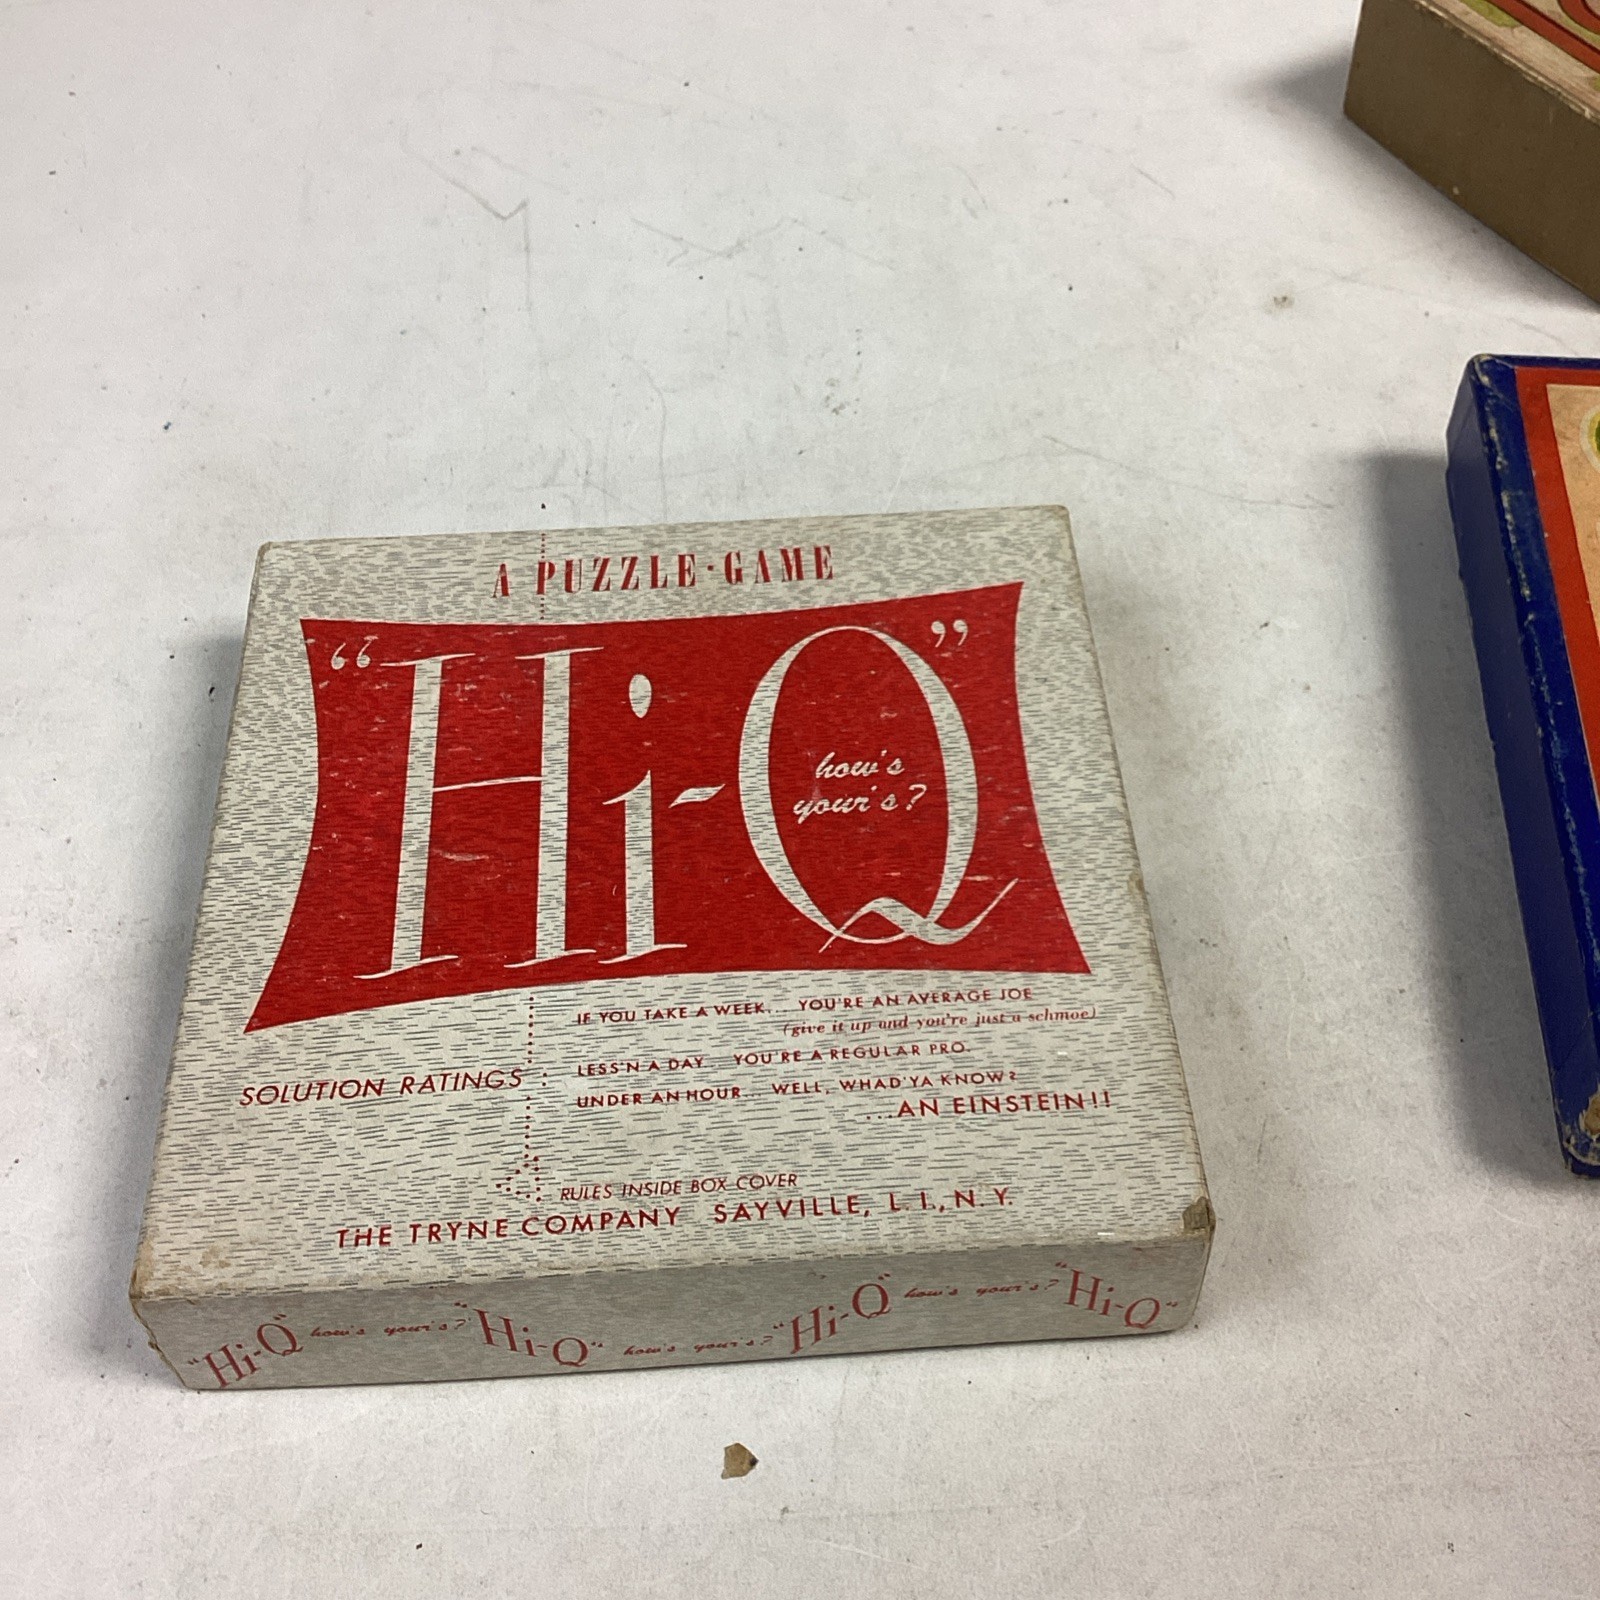 A PUZZLE·GAME
“Hi-Q”
how's
your's?
IF YOU TAKE A WEEK... YOU'RE AN AVERAGE JOE
(give it up and you're just a schmoe)
SOLUTION RATINGS
LESS'N A DAY... YOU'RE A REGULAR PRO.
UNDER AN HOUR... WELL, WHAD'YA KNOW?
...AN EINSTEIN!!
RULES INSIDE BOX COVER
THE TRYNE COMPANY SAYVILLE, L. I., N. Y.
"Hi-Q" how's your's? "Hi-Q" how's your's? "Hi-Q" how's your's? "Hi-Q"